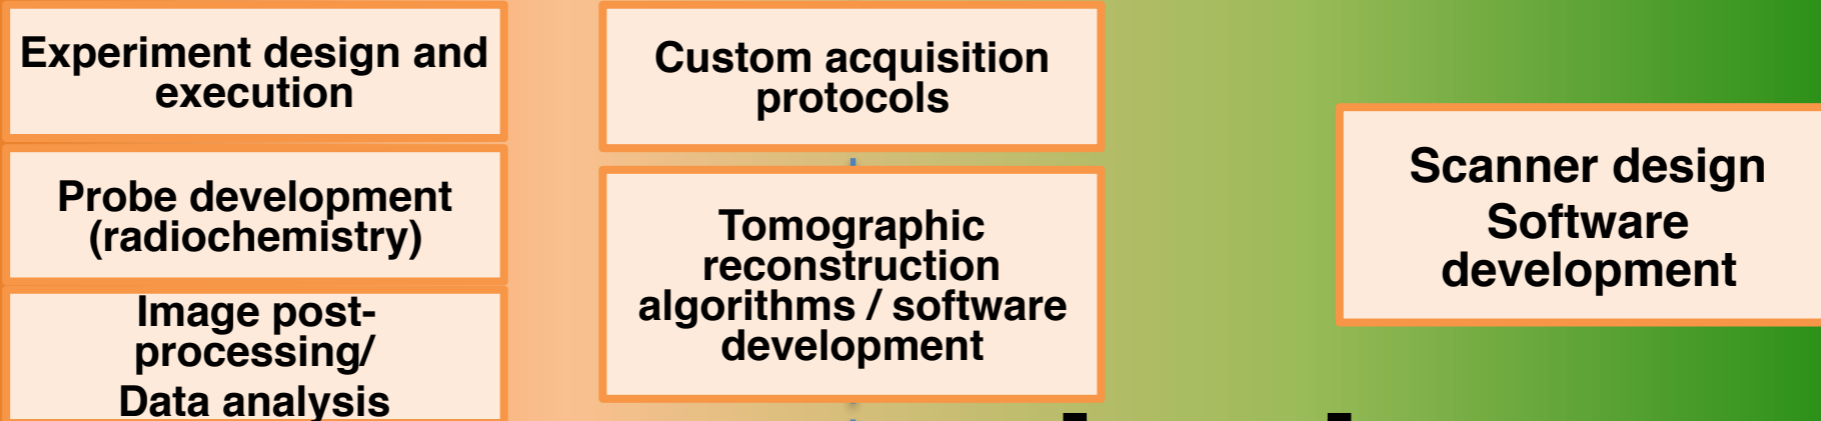 Experiment design and
execution
Probe development
(radiochemistry)
Image post-
processing/
Data analysis
Custom acquisition
protocols
Tomographic
reconstruction
algorithms / software
development
Scanner design
Software
development